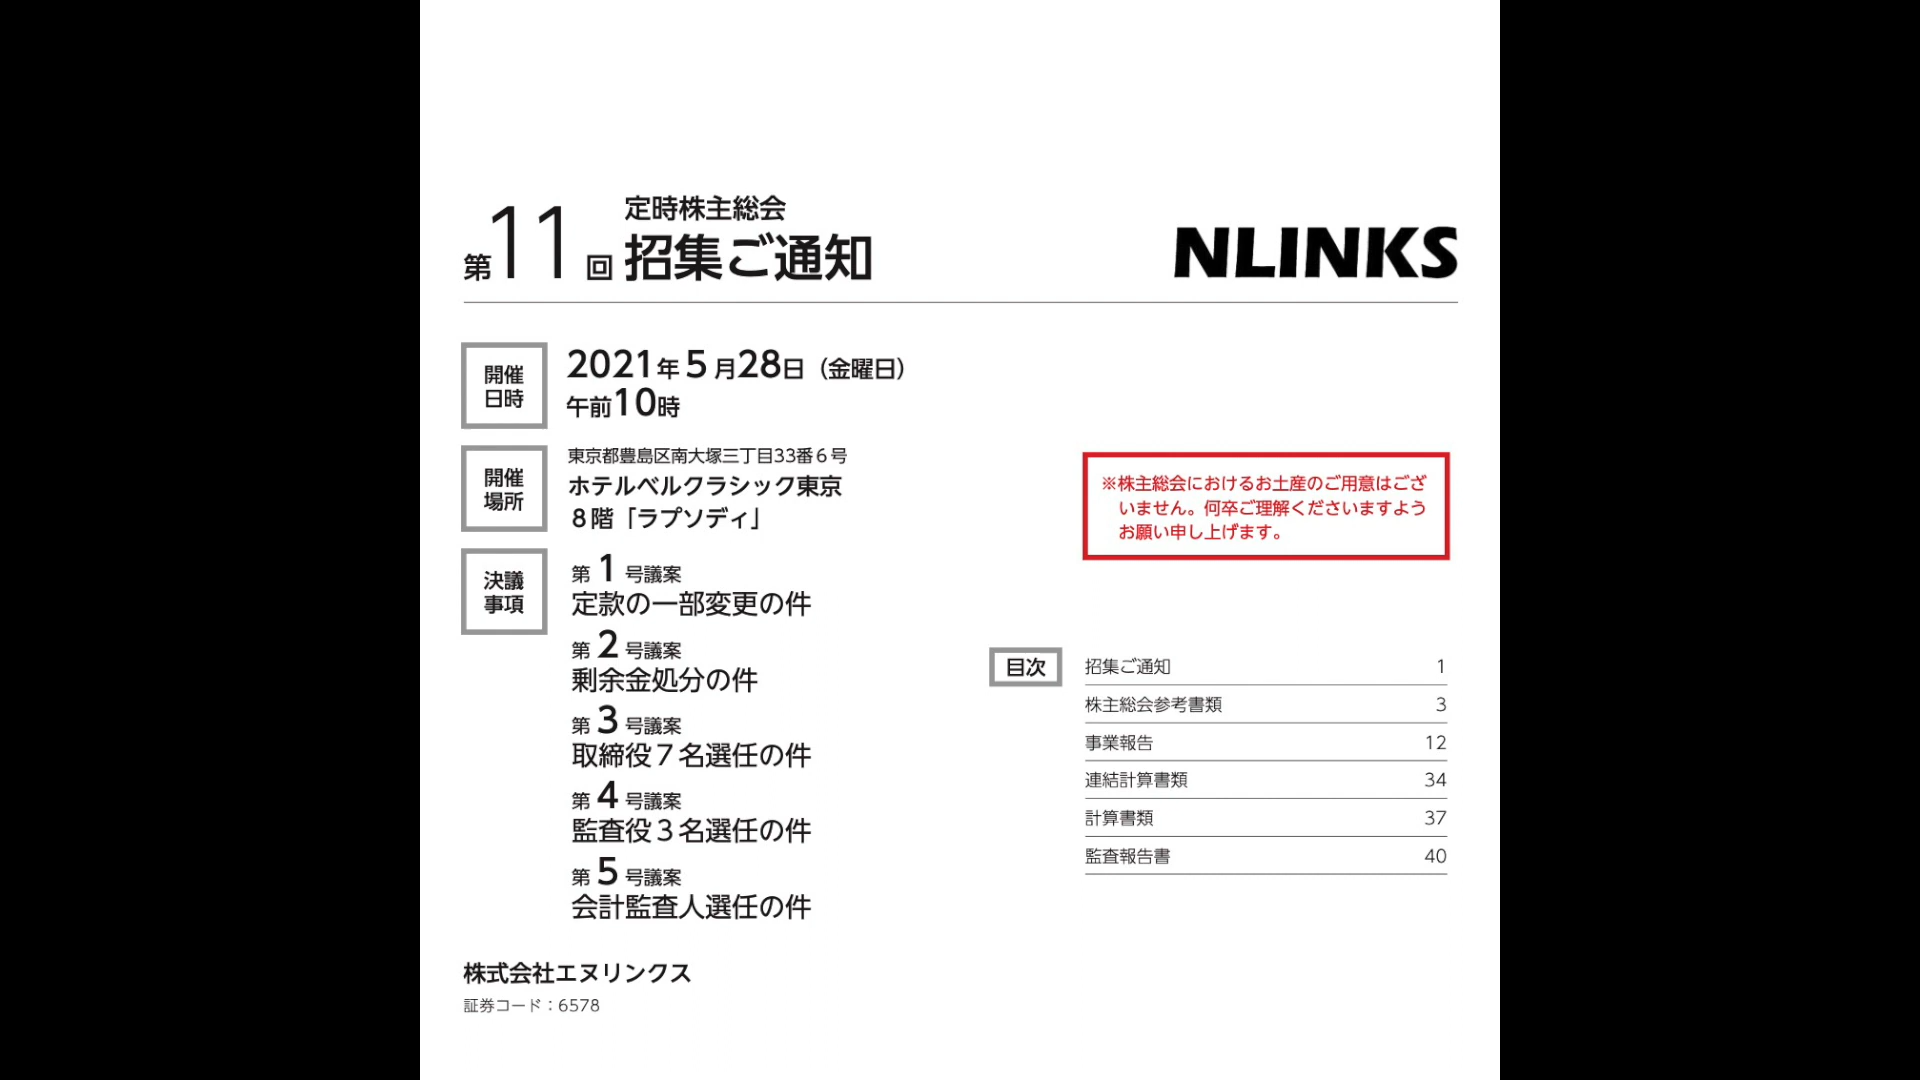 第11回 定時株主総会
招集ご通知
NLINKS
開催
日時
2021年5月28日（金曜日）
午前10時
開催
場所
東京都豊島区南大塚三丁目33番６号
ホテルベルクラシック東京
８階「ラプソディ」
※株主総会におけるお土産のご用意はござ
いません。何卒ご理解くださいますよう
お願い申し上げます。
決議
事項
第1号議案
定款の一部変更の件
第2号議案
剰余金処分の件
第3号議案
取締役７名選任の件
第4号議案
監査役３名選任の件
第5号議案
会計監査人選任の件
目次
招集ご通知 1
株主総会参考書類 3
事業報告 12
連結計算書類 34
計算書類 37
監査報告書 40
株式会社エヌリンクス
証券コード：6578